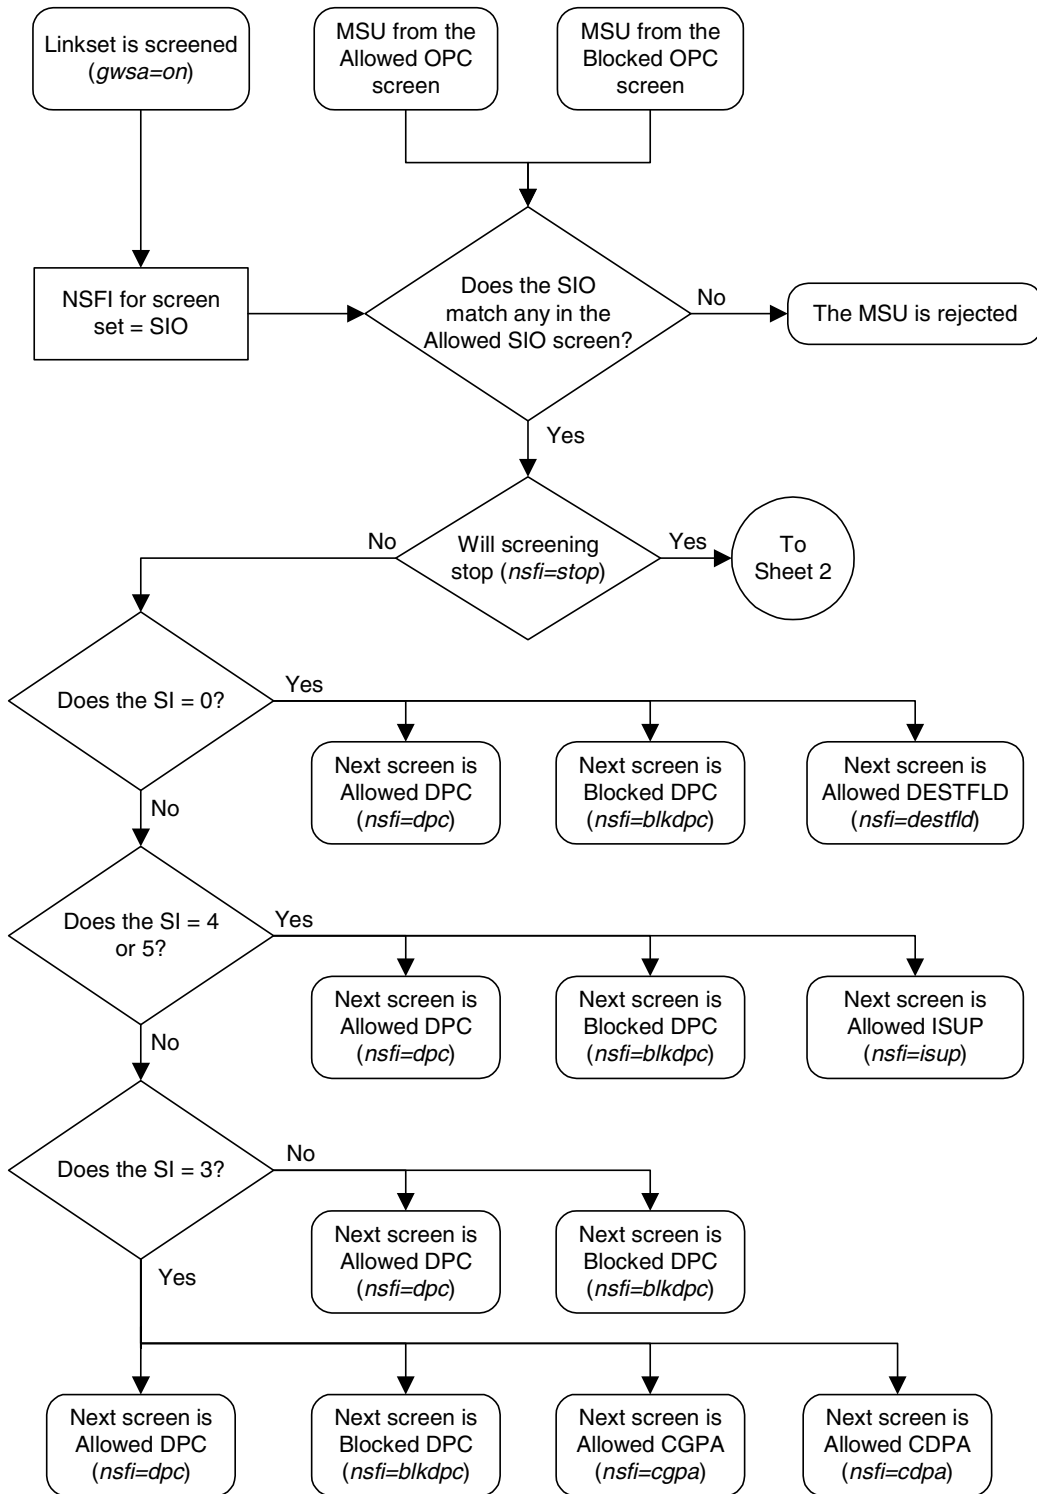 Linkset is screened
(gwsa=on)
MSU from the
Allowed OPC
screen
MSU from the
Blocked OPC
screen
NSFI for screen
set = SIO
Does the SIO
match any in the
Allowed SIO screen?
No
The MSU is rejected
Yes
Will screening
stop (nsfi=stop)
No
Yes
To
Sheet 2
Does the SI = 0?
Yes
Next screen is
Allowed DPC
(nsfi=dpc)
Next screen is
Blocked DPC
(nsfi=blkdpc)
Next screen is
Allowed DESTFLD
(nsfi=destfld)
No
Does the SI = 4
or 5?
Yes
Next screen is
Allowed DPC
(nsfi=dpc)
Next screen is
Blocked DPC
(nsfi=blkdpc)
Next screen is
Allowed ISUP
(nsfi=isup)
No
Does the SI = 3?
No
Next screen is
Allowed DPC
(nsfi=dpc)
Next screen is
Blocked DPC
(nsfi=blkdpc)
Yes
Next screen is
Allowed DPC
(nsfi=dpc)
Next screen is
Blocked DPC
(nsfi=blkdpc)
Next screen is
Allowed CGPA
(nsfi=cgpa)
Next screen is
Allowed CDPA
(nsfi=cdpa)